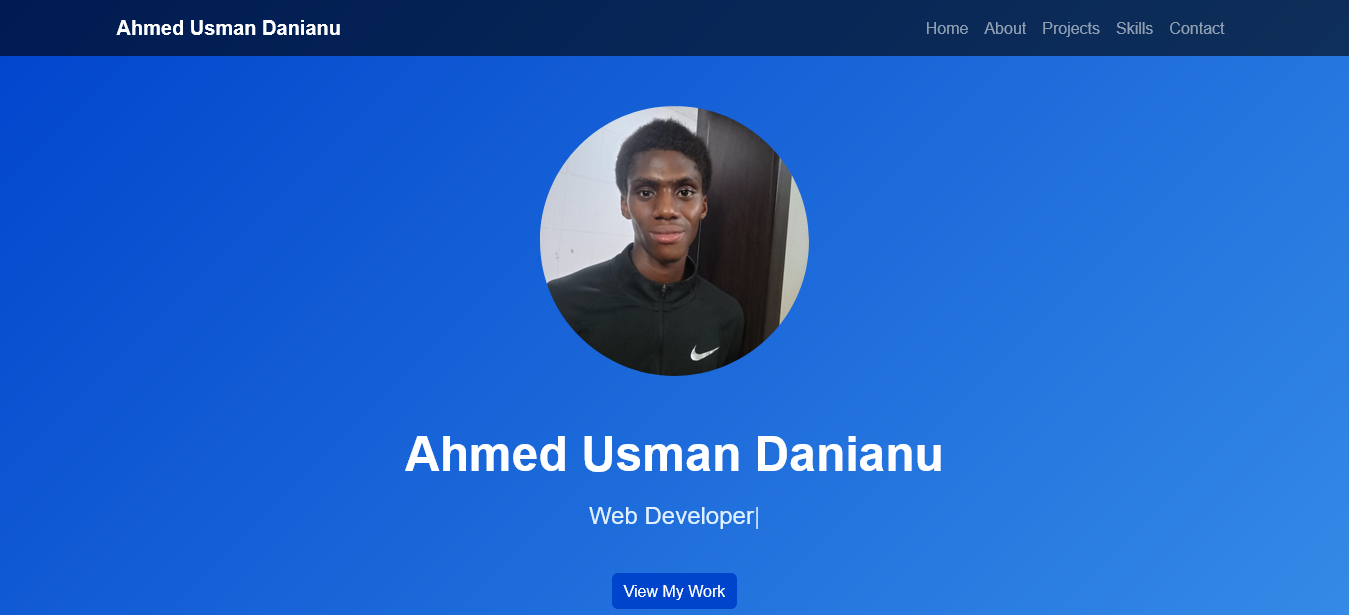 Ahmed Usman Danianu
Home About Projects Skills Contact
Ahmed Usman Danianu
Web Developer|
View My Work